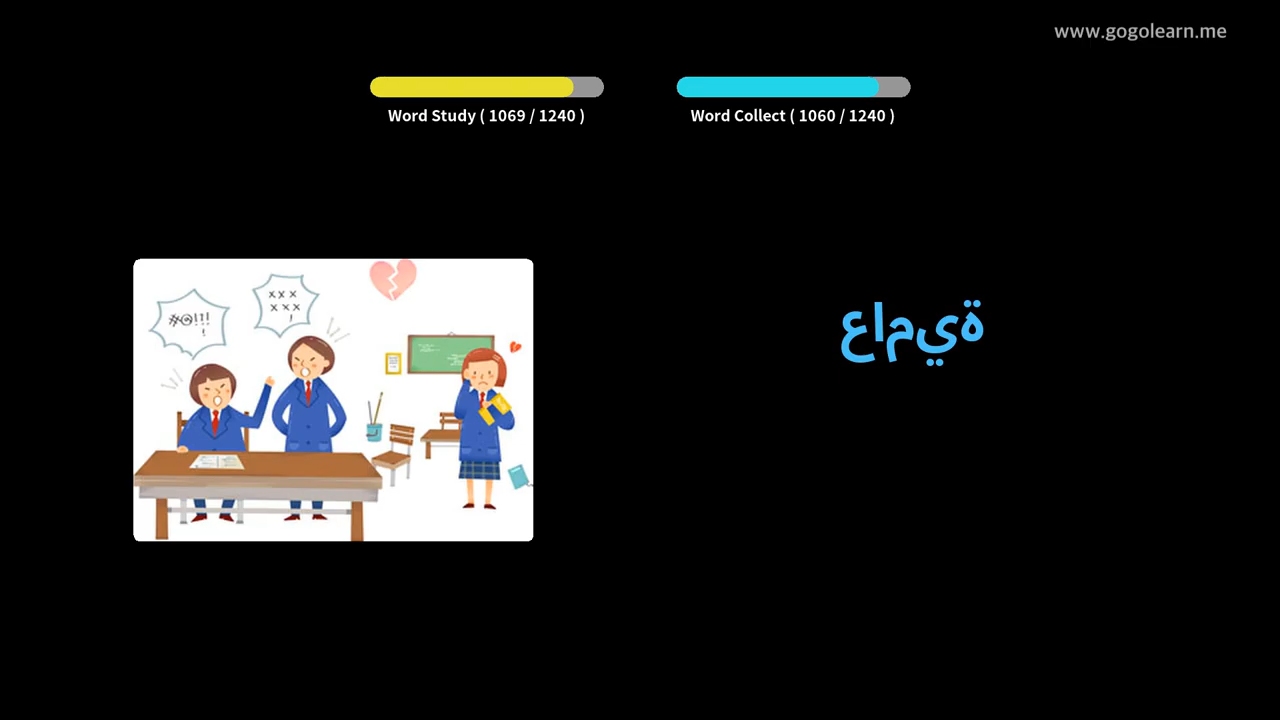 www.gogolearn.me
Word Study ( 1069 / 1240 )
Word Collect ( 1060 / 1240 )
#@!!!
!
x x x
x x x
!
عامية